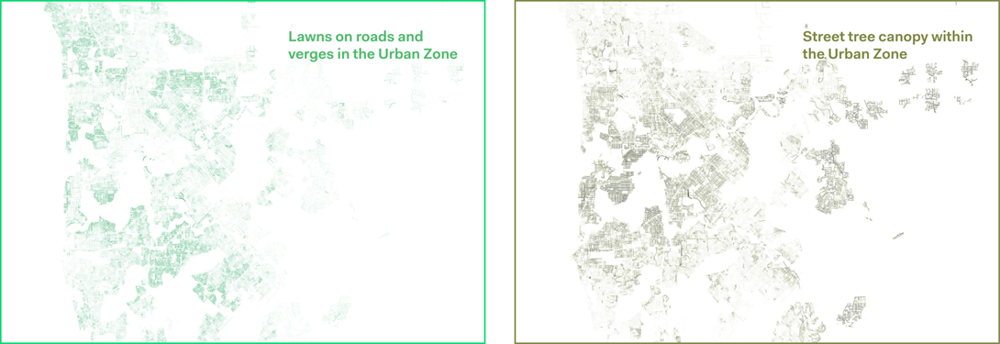 Lawns on roads and
verges in the Urban Zone
Street tree canopy within
the Urban Zone